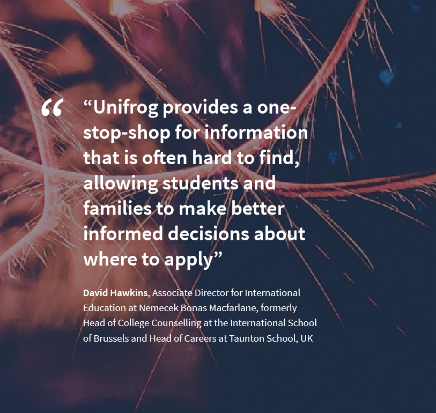 “Unifrog provides a one-
stop-shop for information
that is often hard to find,
allowing students and
families to make better
informed decisions about
where to apply”
David Hawkins, Associate Director for International
Education at Nemecek Bonas Macfarlane, formerly
Head of College Counselling at the International School
of Brussels and Head of Careers at Taunton School, UK